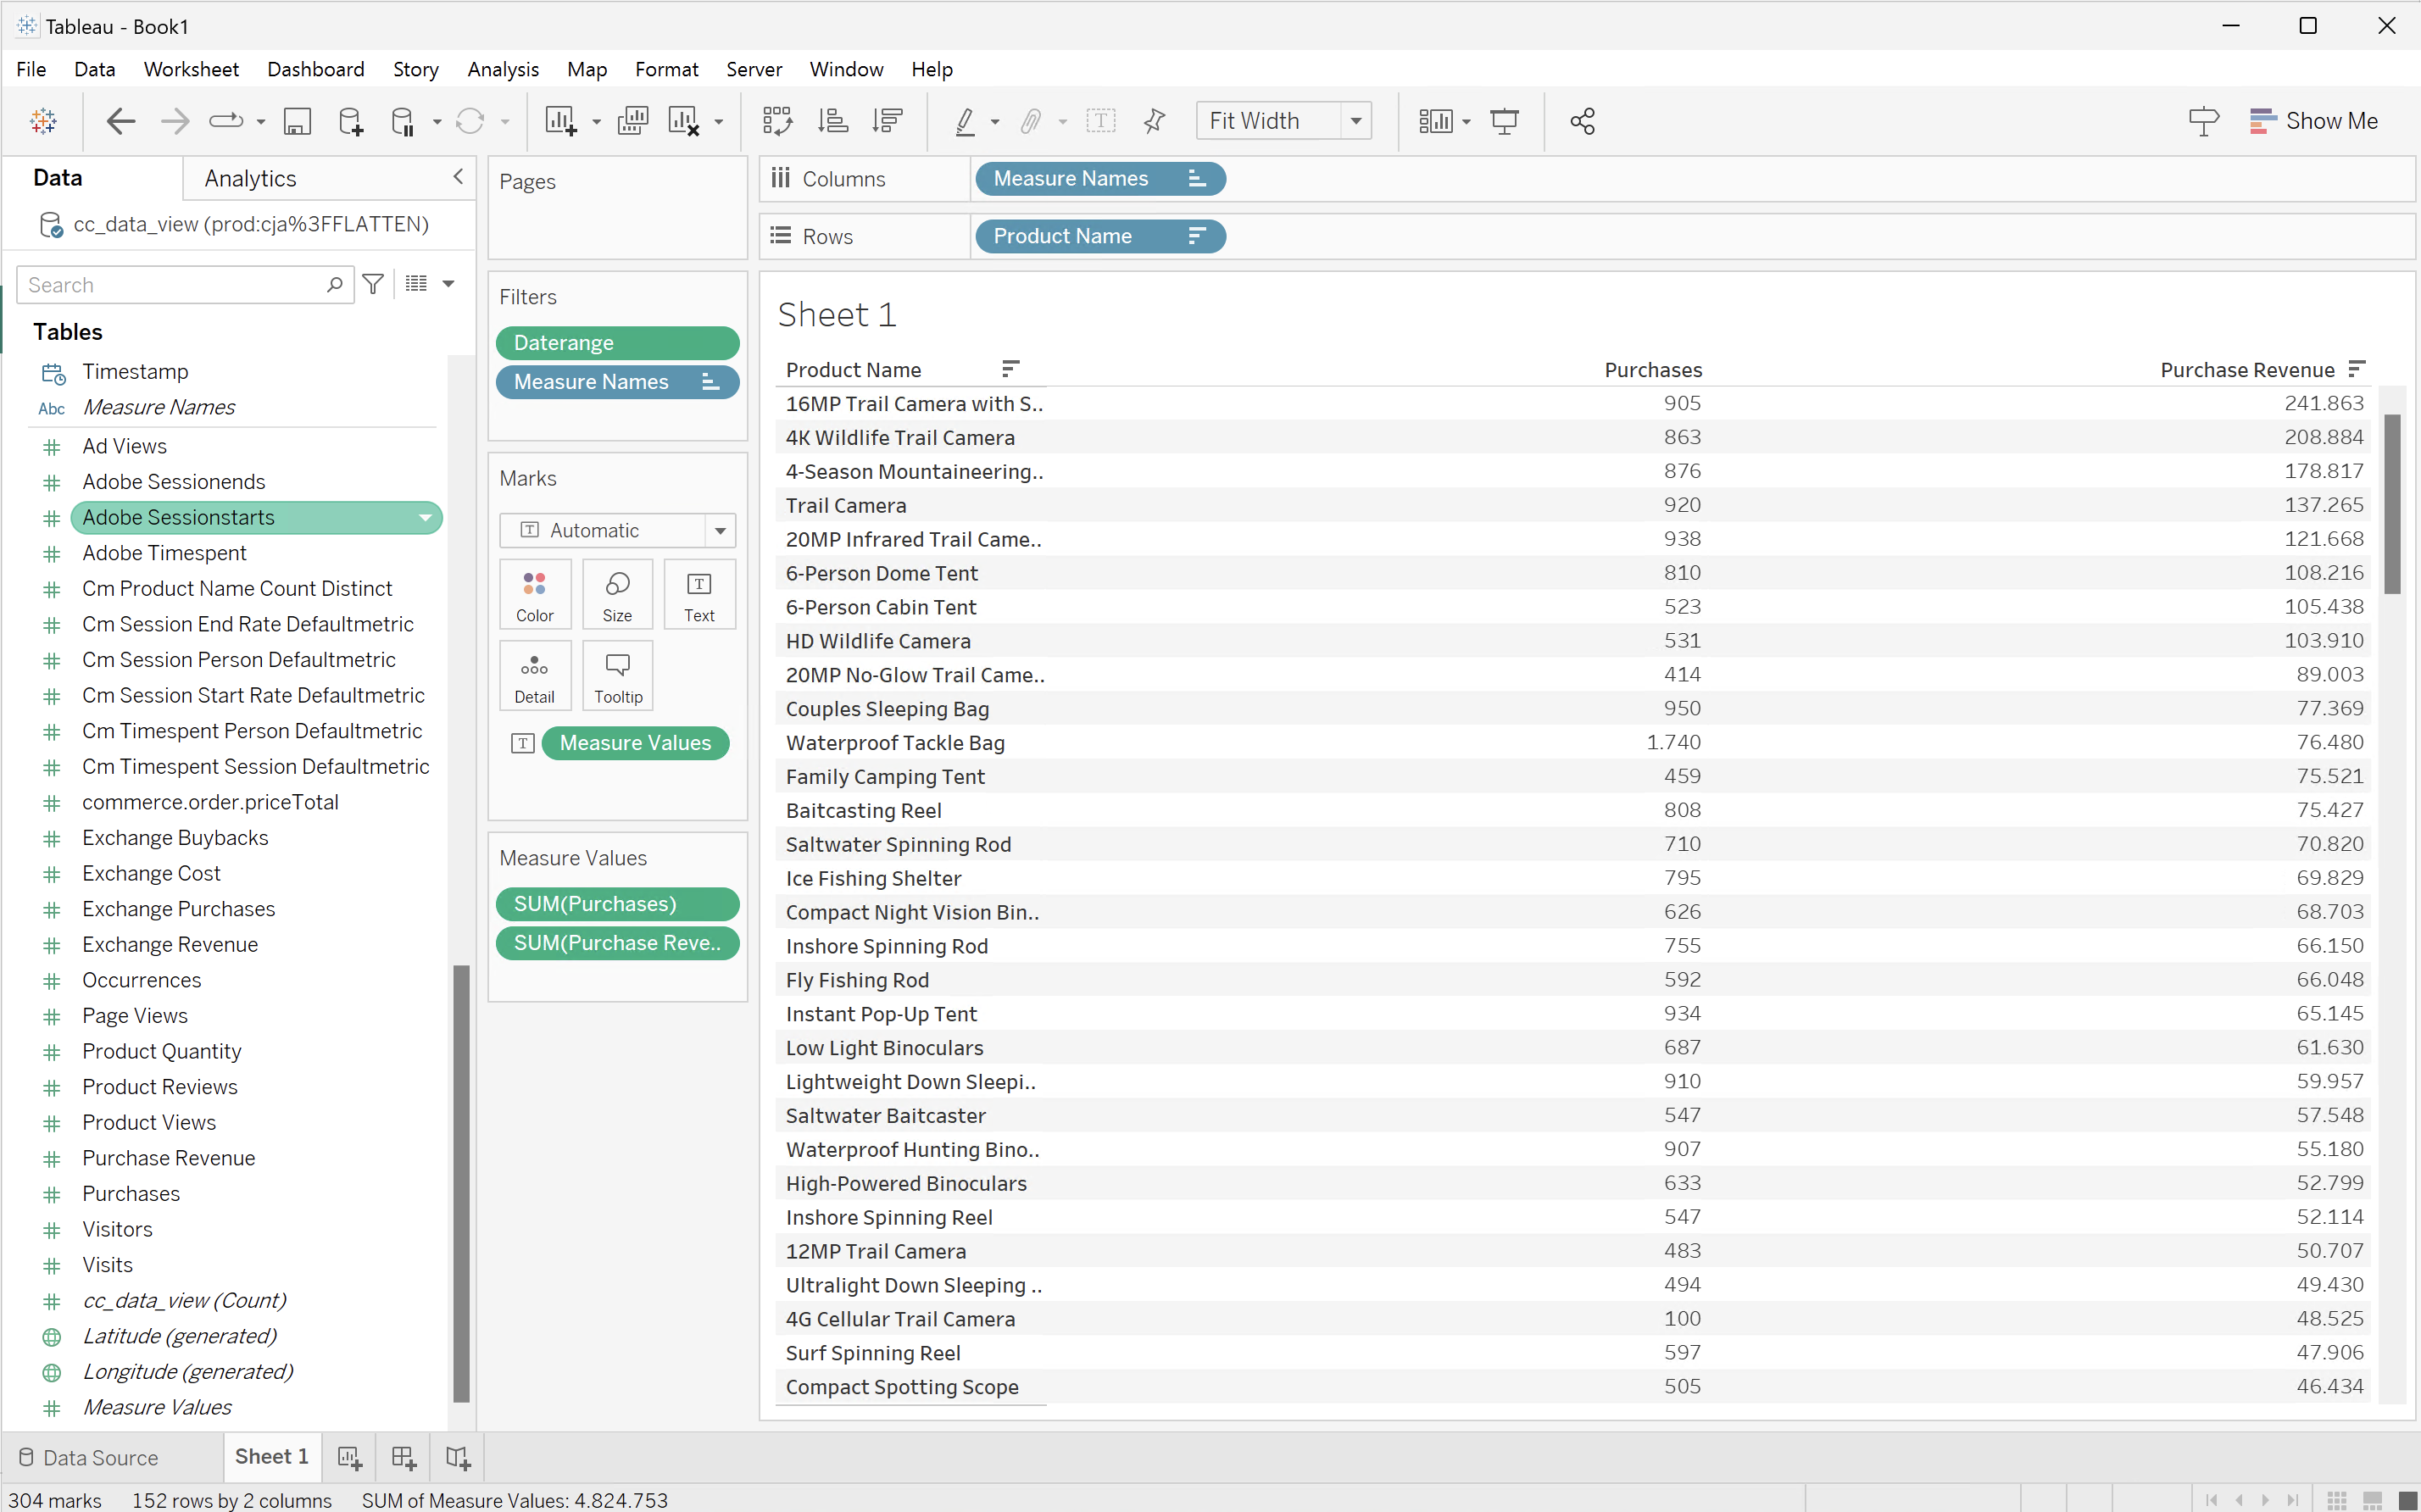 Tableau - Book1
File Data Worksheet Dashboard Story Analysis Map Format Server Window Help
Fit Width
Show Me
Data
Analytics
cc_data_view (prod:cja%3FFLATTEN)
Search
Tables
Timestamp
Abc Measure Names
Ad Views
Adobe Sessionends
Adobe Sessionstarts
Adobe Timespent
Cm Product Name Count Distinct
Cm Session End Rate Defaultmetric
Cm Session Person Defaultmetric
Cm Session Start Rate Defaultmetric
Cm Timespent Person Defaultmetric
Cm Timespent Session Defaultmetric
commerce.order.priceTotal
Exchange Buybacks
Exchange Cost
Exchange Purchases
Exchange Revenue
Occurrences
Page Views
Product Quantity
Product Reviews
Product Views
Purchase Revenue
Purchases
Visitors
Visits
cc_data_view (Count)
Latitude (generated)
Longitude (generated)
Measure Values
Pages
Filters
Daterange
Measure Names
Marks
T Automatic
Color Size T Text
Detail Tooltip
T Measure Values
Measure Values
SUM(Purchases)
SUM(Purchase Reve..
Columns Measure Names
Rows Product Name
Sheet 1
Product Name Purchases Purchase Revenue
16MP Trail Camera with S.. 905 241.863
4K Wildlife Trail Camera 863 208.884
4-Season Mountaineering.. 876 178.817
Trail Camera 920 137.265
20MP Infrared Trail Came.. 938 121.668
6-Person Dome Tent 810 108.216
6-Person Cabin Tent 523 105.438
HD Wildlife Camera 531 103.910
20MP No-Glow Trail Came.. 414 89.003
Couples Sleeping Bag 950 77.369
Waterproof Tackle Bag 1.740 76.480
Family Camping Tent 459 75.521
Baitcasting Reel 808 75.427
Saltwater Spinning Rod 710 70.820
Ice Fishing Shelter 795 69.829
Compact Night Vision Bin.. 626 68.703
Inshore Spinning Rod 755 66.150
Fly Fishing Rod 592 66.048
Instant Pop-Up Tent 934 65.145
Low Light Binoculars 687 61.630
Lightweight Down Sleepi.. 910 59.957
Saltwater Baitcaster 547 57.548
Waterproof Hunting Bino.. 907 55.180
High-Powered Binoculars 633 52.799
Inshore Spinning Reel 547 52.114
12MP Trail Camera 483 50.707
Ultralight Down Sleeping .. 494 49.430
4G Cellular Trail Camera 100 48.525
Surf Spinning Reel 597 47.906
Compact Spotting Scope 505 46.434
Data Source
Sheet 1
304 marks 152 rows by 2 columns SUM of Measure Values: 4.824.753